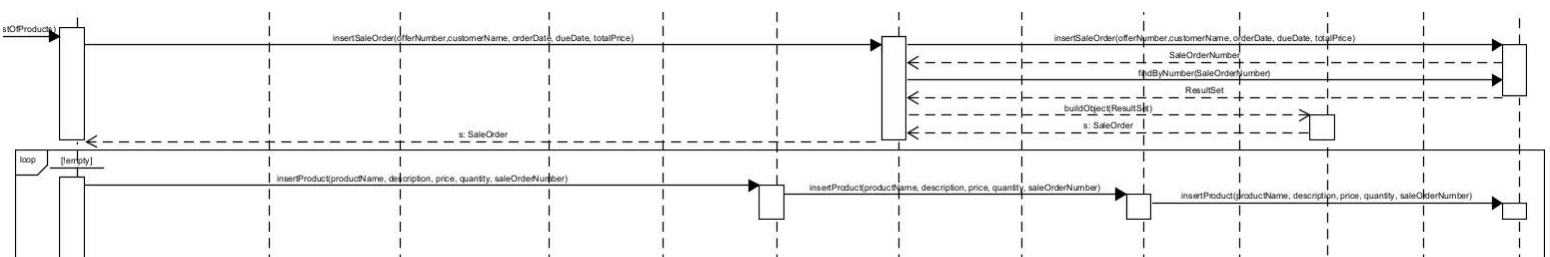 stOfProducts)
insertSaleOrder(offerNumber,customerName, orderDate, dueDate, totalPrice)
insertSaleOrder(offerNumber,customerName, orderDate, dueDate, totalPrice)
SaleOrderNumber
findByNumber(SaleOrderNumber)
ResultSet
buildObject(ResultSet)
s: SaleOrder
s: SaleOrder
loop
[!empty]
insertProduct(productName, description, price, quantity, saleOrderNumber)
insertProduct(productName, description, price, quantity, saleOrderNumber)
insertProduct(productName, description, price, quantity, saleOrderNumber)